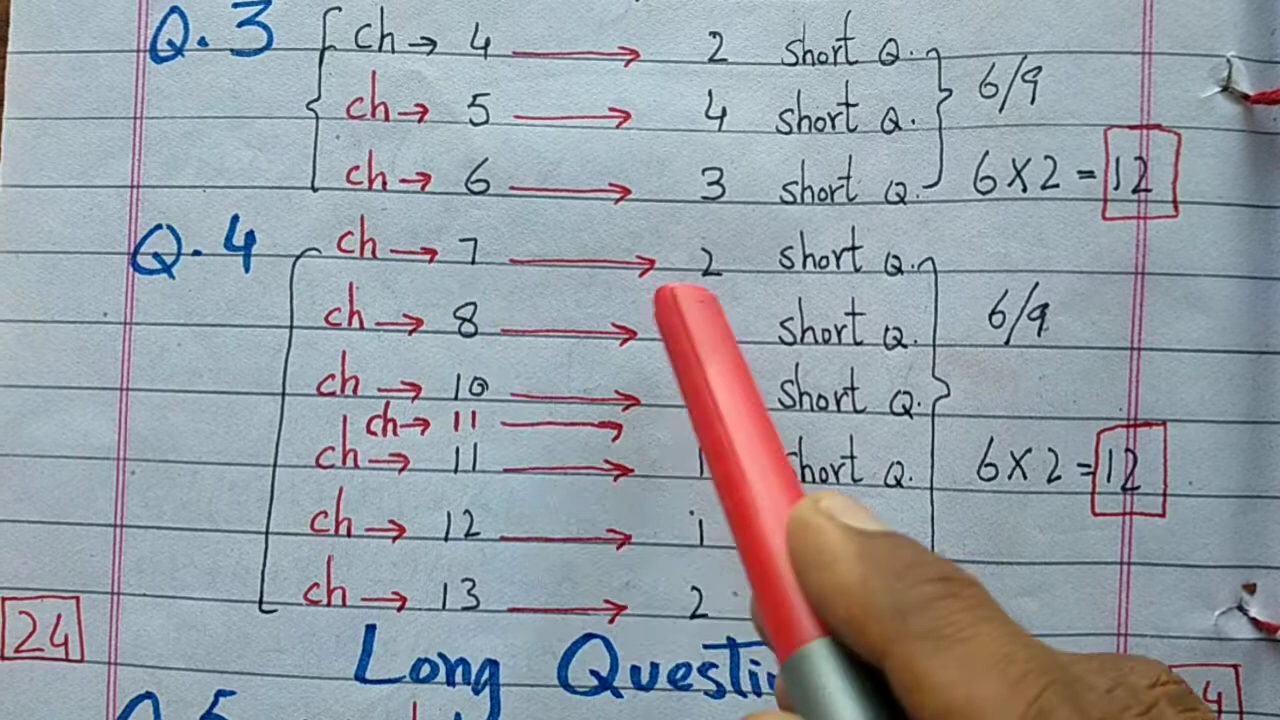 Q.3 ch → 4 → 2 short Q. 6/9
ch → 5 → 4 short Q.
ch → 6 → 3 short Q. 6×2=12
Q.4 ch → 7 → 2 short Q.
ch → 8 → short Q. 6/9
ch → 10 → short Q.
ch → 11 →
ch → 11 → 1 short Q. 6×2=12
ch → 12 → 1
ch → 13 → 2
24
Long